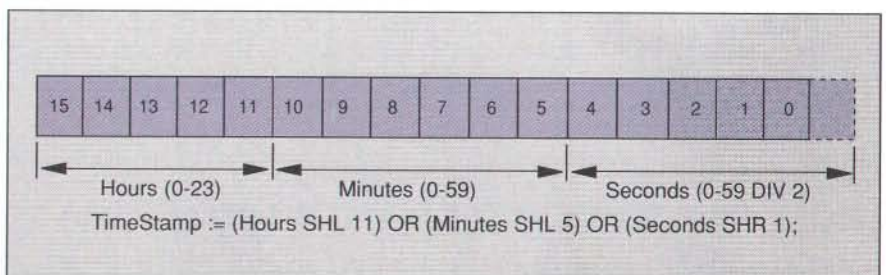 15 14 13 12 11 10 9 8 7 6 5 4 3 2 1 0
Hours (0-23) Minutes (0-59) Seconds (0-59 DIV 2)
TimeStamp := (Hours SHL 11) OR (Minutes SHL 5) OR (Seconds SHR 1);